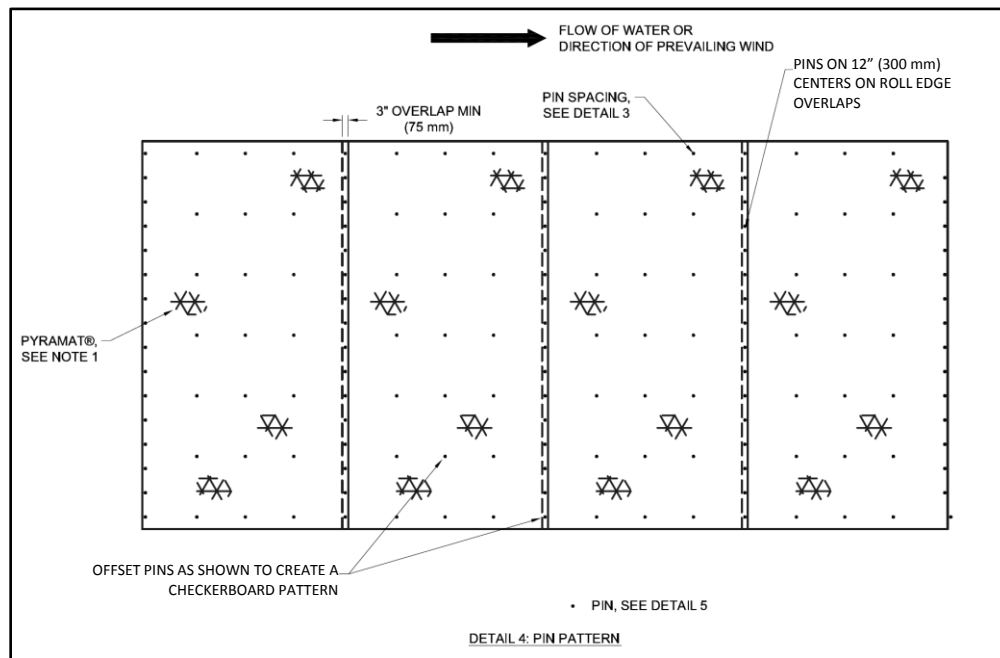 FLOW OF WATER OR
DIRECTION OF PREVAILING WIND
PINS ON 12” (300 mm)
CENTERS ON ROLL EDGE
OVERLAPS
PIN SPACING,
SEE DETAIL 3
3" OVERLAP MIN
(75 mm)
PYRAMAT®,
SEE NOTE 1
OFFSET PINS AS SHOWN TO CREATE A
CHECKERBOARD PATTERN
PIN, SEE DETAIL 5
DETAIL 4: PIN PATTERN